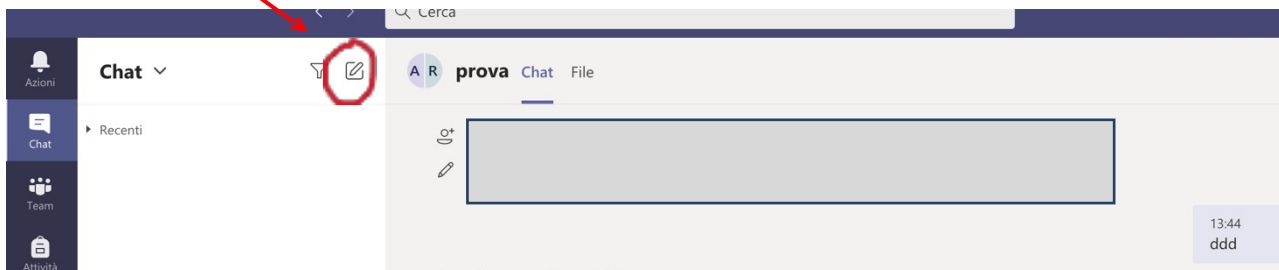 Cerca
Azioni
Chat
Team
Attività
Chat
Recenti
A R prova Chat File
13:44
ddd